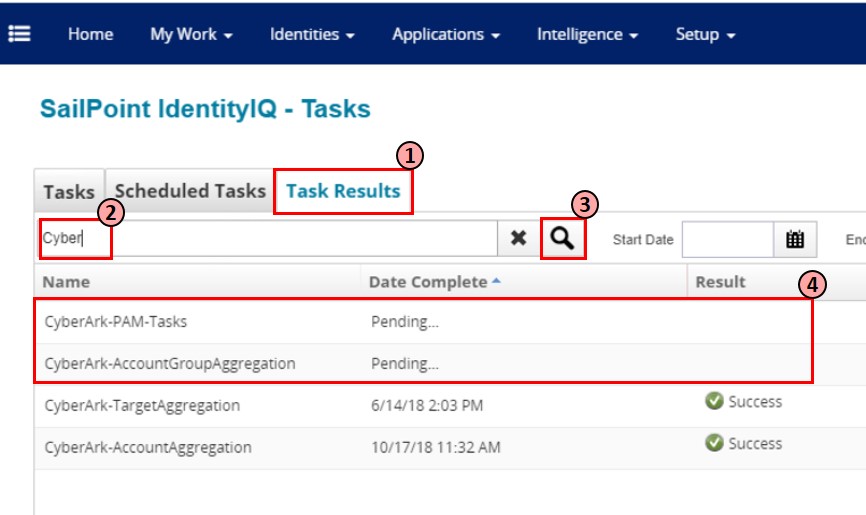 Home My Work Identities Applications Intelligence Setup
SailPoint IdentityIQ - Tasks
1
Tasks Scheduled Tasks Task Results
2 3
Cyber Start Date
Name Date Complete Result 4
CyberArk-PAM-Tasks Pending...
CyberArk-AccountGroupAggregation Pending...
CyberArk-TargetAggregation 6/14/18 2:03 PM Success
CyberArk-AccountAggregation 10/17/18 11:32 AM Success